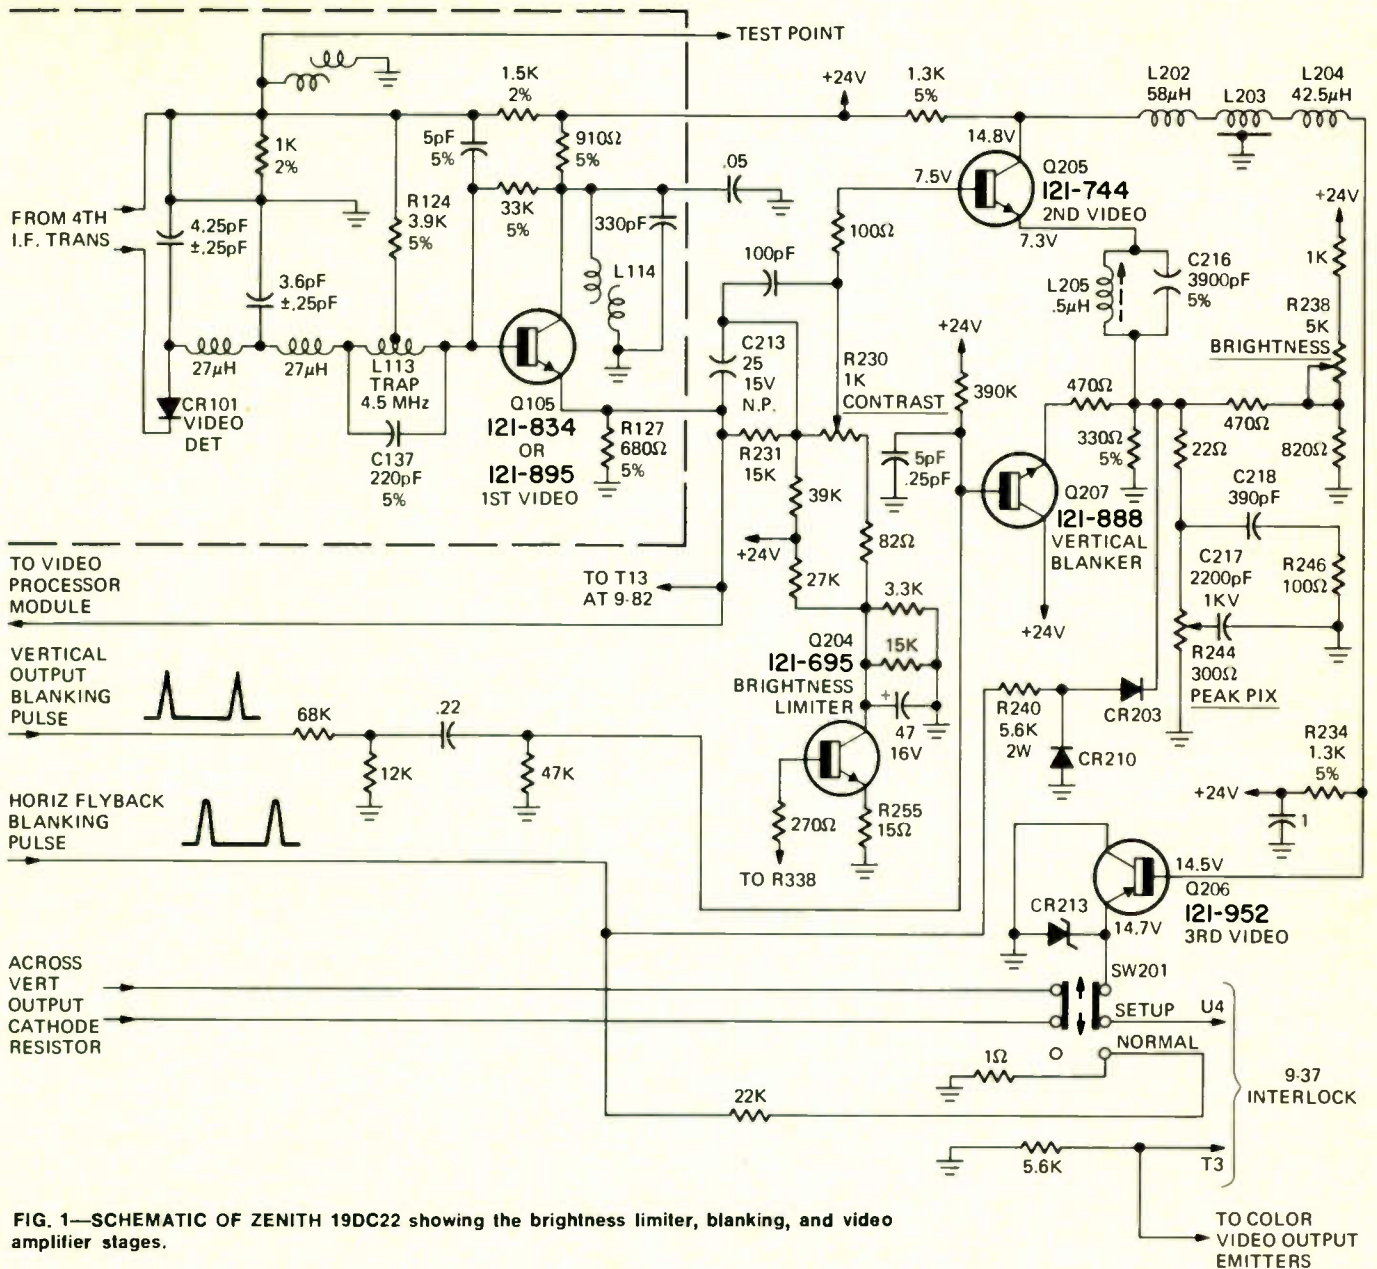 TEST POINT
1.5K
2%
+24V
1.3K
5%
L202
58µH
L203
L204
42.5µH
1K
2%
5pF
5%
910Ω
5%
14.8V
Q205
121-744
2ND VIDEO
7.5V
7.3V
.05
+24V
FROM 4TH
I.F. TRANS
4.25pF
±.25pF
R124
3.9K
5%
33K
5%
330pF
100Ω
1K
3.6pF
±.25pF
L114
100pF
L205
.5µH
C216
3900pF
5%
R238
5K
BRIGHTNESS
27µH
27µH
L113
TRAP
4.5 MHz
C213
25
15V
N.P.
R230
1K
CONTRAST
+24V
390K
CR101
VIDEO
DET
C137
220pF
5%
Q105
121-834
OR
121-895
1ST VIDEO
R127
680Ω
5%
R231
15K
470Ω
330Ω
5%
22Ω
470Ω
820Ω
5pF
.25pF
39K
Q207
121-888
VERTICAL
BLANKER
C218
390pF
+24V
82Ω
27K
TO VIDEO
PROCESSOR
MODULE
TO T13
AT 9-82
3.3K
C217
2200pF
1KV
R246
100Ω
+24V
VERTICAL
OUTPUT
BLANKING
PULSE
Q204
121-695
BRIGHTNESS
LIMITER
15K
R244
300Ω
PEAK PIX
68K
.22
+
47
16V
R240
5.6K
2W
CR203
12K
47K
CR210
R234
1.3K
5%
HORIZ FLYBACK
BLANKING
PULSE
270Ω
R255
15Ω
+24V
1
TO R338
14.5V
Q206
121-952
3RD VIDEO
CR213
14.7V
ACROSS
VERT
OUTPUT
CATHODE
RESISTOR
SW201
SETUP
U4
NORMAL
1Ω
9-37
INTERLOCK
22K
5.6K
T3
FIG. 1—SCHEMATIC OF ZENITH 19DC22 showing the brightness limiter, blanking, and video
amplifier stages.
TO COLOR
VIDEO OUTPUT
EMITTERS